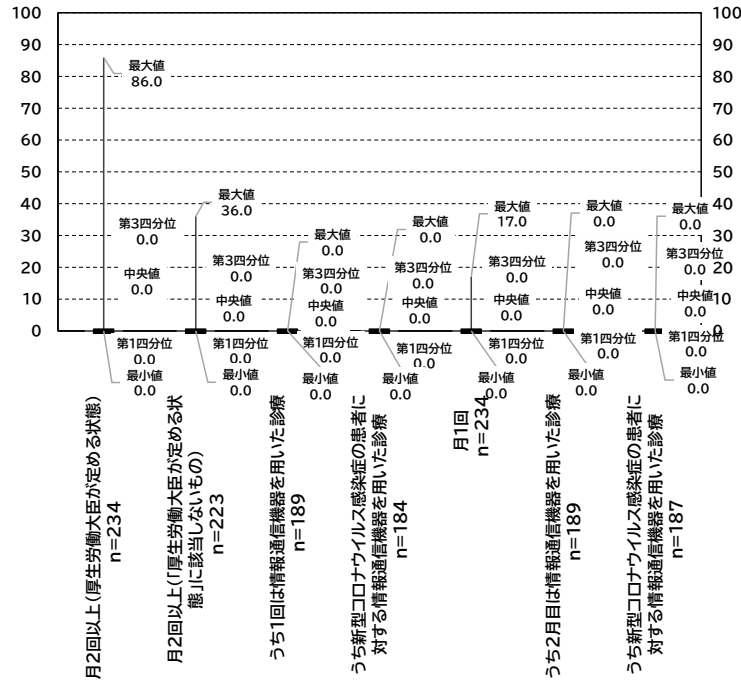 100
90
80
70
60
50
40
30
20
10
0
100
90
80
70
60
50
40
30
20
10
0
最大値
86.0
第3四分位
0.0
中央値
0.0
第1四分位
0.0
最小値
0.0
最大値
36.0
第3四分位
0.0
中央値
0.0
第1四分位
0.0
最小値
0.0
最大値
0.0
第3四分位
0.0
中央値
0.0
第1四分位
0.0
最小値
0.0
最大値
0.0
第3四分位
0.0
中央値
0.0
第1四分位
0.0
最小値
0.0
最大値
17.0
第3四分位
0.0
中央値
0.0
第1四分位
0.0
最小値
0.0
最大値
0.0
第3四分位
0.0
中央値
0.0
第1四分位
0.0
最小値
0.0
最大値
0.0
第3四分位
0.0
中央値
0.0
第1四分位
0.0
最小値
0.0
月2回以上(厚生労働大臣が定める状態)
n=234
月2回以上(「厚生労働大臣が定める状
態」に該当しないもの)
n=223
うち1回は情報通信機器を用いた診療
n=189
うち新型コロナウイルス感染症の患者に
対する情報通信機器を用いた診療
n=184
月1回
n=234
うち2月目は情報通信機器を用いた診療
n=189
うち新型コロナウイルス感染症の患者に
対する情報通信機器を用いた診療
n=187